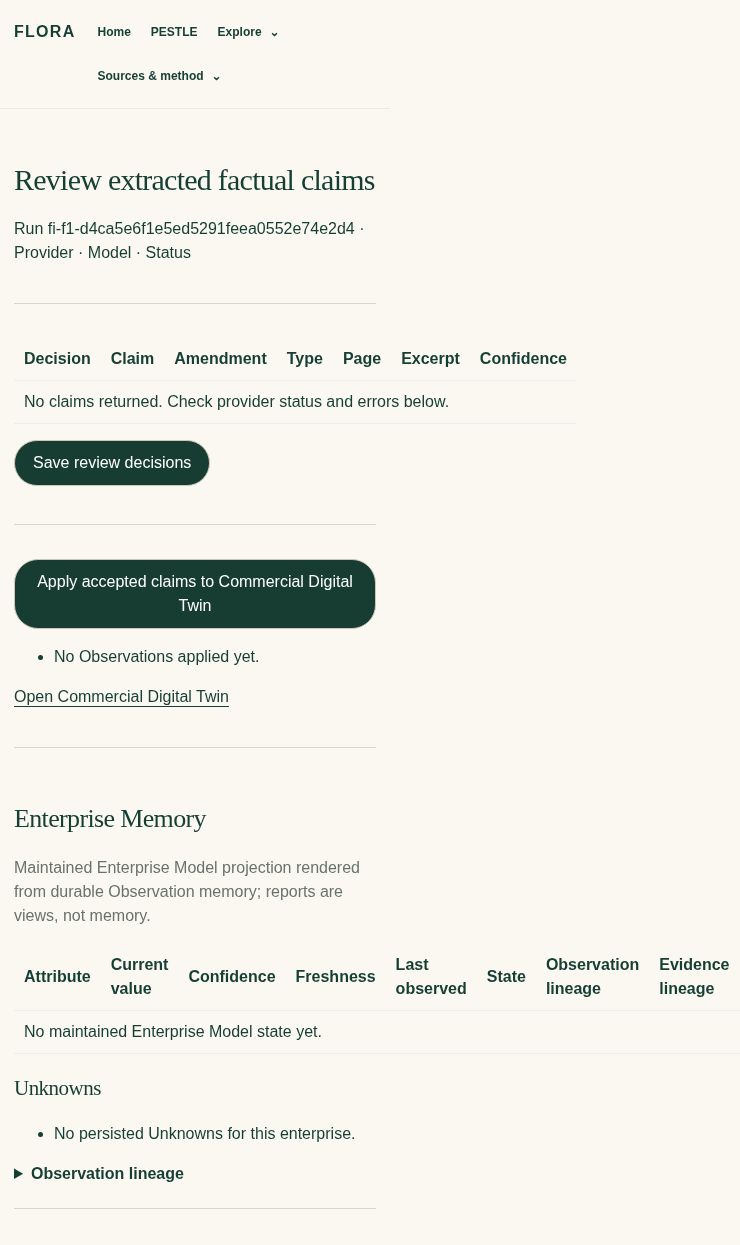 FLORA Home PESTLE Explore ⌄
Sources & method ⌄
Review extracted factual claims
Run fi-f1-d4ca5e6f1e5ed5291feea0552e74e2d4 ·
Provider · Model · Status
Decision Claim Amendment Type Page Excerpt Confidence
No claims returned. Check provider status and errors below.
Save review decisions
Apply accepted claims to Commercial Digital
Twin
• No Observations applied yet.
Open Commercial Digital Twin
Enterprise Memory
Maintained Enterprise Model projection rendered
from durable Observation memory; reports are
views, not memory.
Attribute Current value Confidence Freshness Last observed State Observation lineage Evidence lineage
No maintained Enterprise Model state yet.
Unknowns
• No persisted Unknowns for this enterprise.
▶ Observation lineage